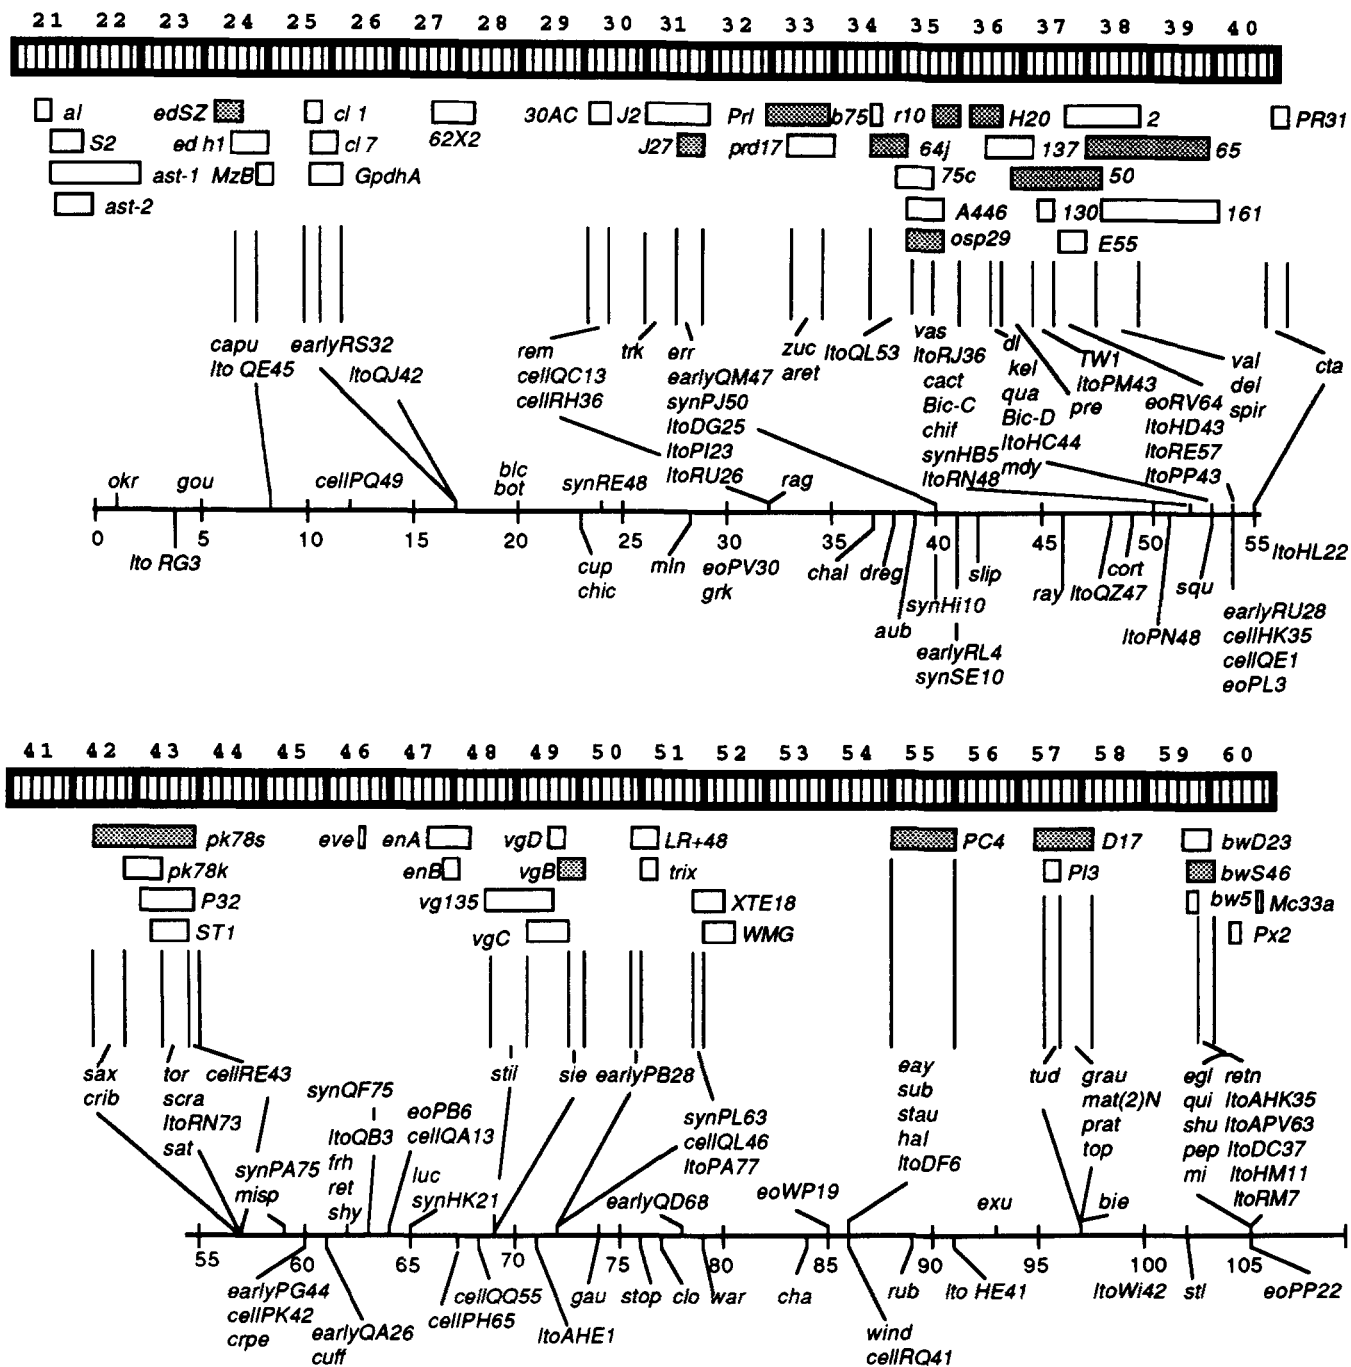 21 22 24 25 26 27 28 29 30 31 32 33 34 35 36 37 38 39 40
al edSZ cl 1 62X2 30AC J2 Prl b75 r10 H20 2 PR31
S2 ed h1 cl 7 J27 prd17 64j 137 65
ast-1 MzB GpdhA 75c 50
ast-2 A446 130 161
osp29 E55
capu earlyRS32 rem trk err zuc ltoQL53 vas dl TW1 val cta
lto QE45 ltoQJ42 cellQC13 earlyQM47 aret ltoRJ36 kel ltoPM43 del
cellRH36 synPJ50 cact qua pre eoRV64 spir
ltoDG25 Bic-C Bic-D ltoHD43
ltoPI23 chif ltoHC44 ltoRE57
ltoRU26 synHB5 mdy ltoPP43
ltoRN48
okr gou cellPQ49 bic synRE48 rag
bot
0 5 10 15 20 25 30 35 40 45 50 55 ltoHL22
lto RG3 cup mln eoPV30 chal dreg slip ray ltoQZ47 cort squ
chic grk synHi10
aub ltoPN48 earlyRU28
earlyRL4 cellHK35
synSE10 cellQE1
eoPL3
41 42 43 44 45 46 47 48 49 50 51 32 53 54 55 56 57 58 59 60
pk78s eve enA vgD LR+48 PC4 D17 bwD23
pk78k enB vgB trix PI3 bwS46
P32 vg135 XTE18 bw5 Mc33a
ST1 vgC WMG Px2
sax tor cellRE43 stil sie earlyPB28 eay tud grau egl retn
crib scra synQF75 sub mat(2)N qui ltoAHK35
ltoRN73 eoPB6 synPL63 stau prat shu ltoAPV63
sat ltoQB3 cellQA13 cellQL46 hal top pep ltoDC37
synPA75 frh luc ltoPA77 ltoDF6 mi ltoHM11
misp ret synHK21 earlyQD68 eoWP19 exu bie ltoRM7
shy
55 60 65 70 75 80 85 90 95 100 105
earlyPG44 cellQQ55 gau stop clo war cha rub lto HE41 ltoWi42 stl eoPP22
cellPK42 cellPH65
crpe earlyQA26 ltoAHE1 wind
cuff cellRQ41